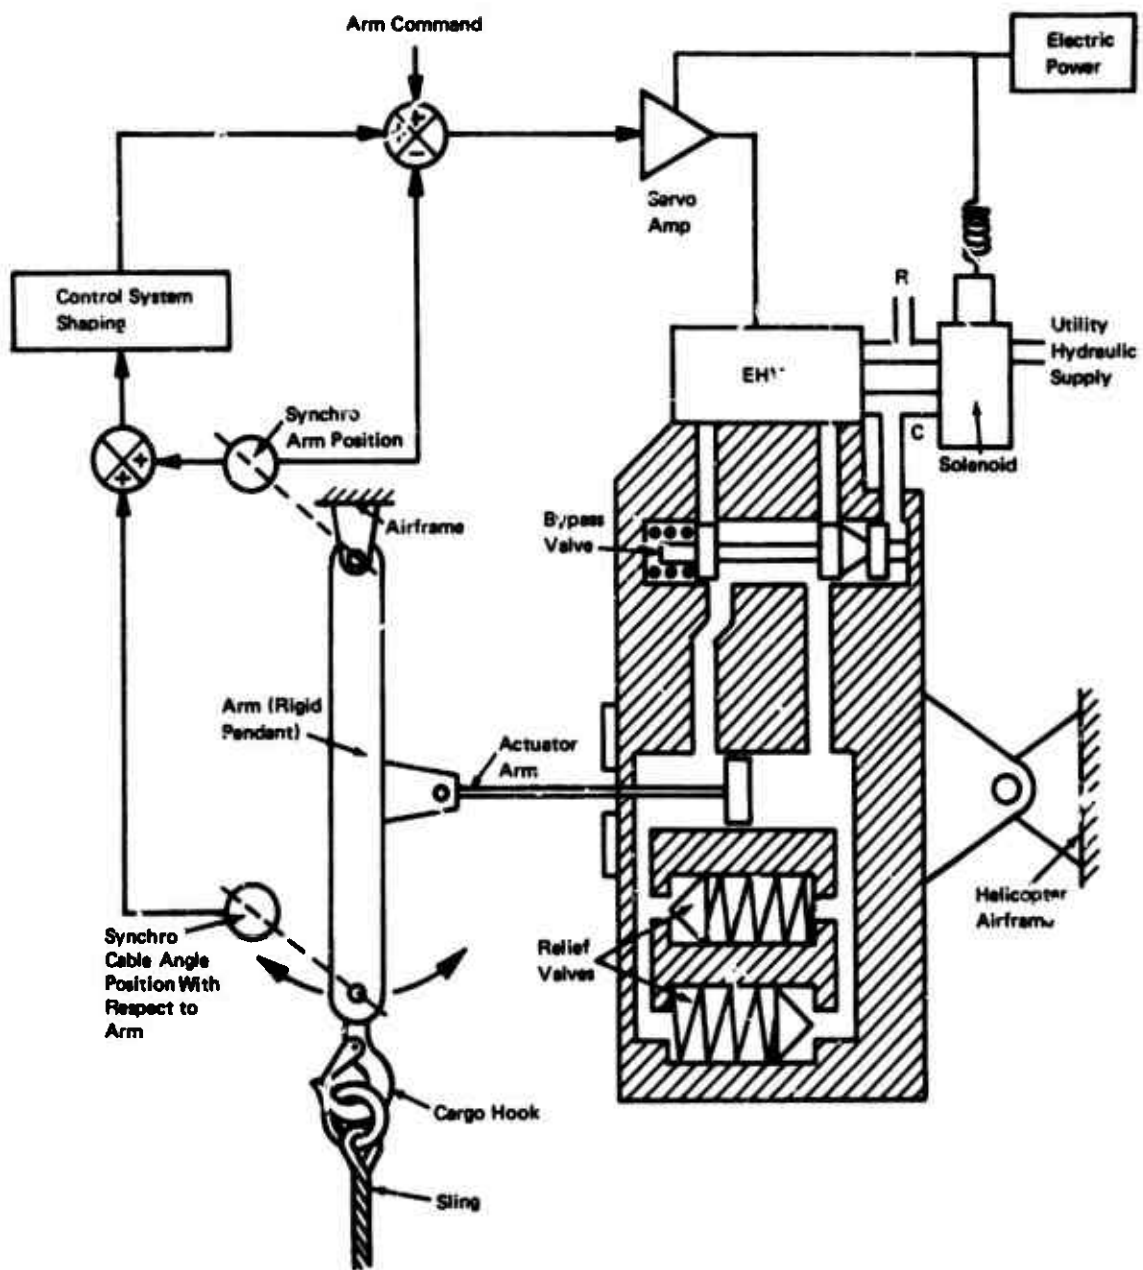 Arm Command
Electric
Power
+
−
Servo
Amp
Control System
Shaping
R
Utility
Hydraulic
Supply
C
Solenoid
Synchro
Arm Position
+
+
Airframe
Bypass
Valve
Arm (Rigid
Pendant)
Actuator
Arm
Helicopter
Airframe
Synchro
Cable Angle
Position With
Respect to
Arm
Relief
Valves
Cargo Hook
Sling